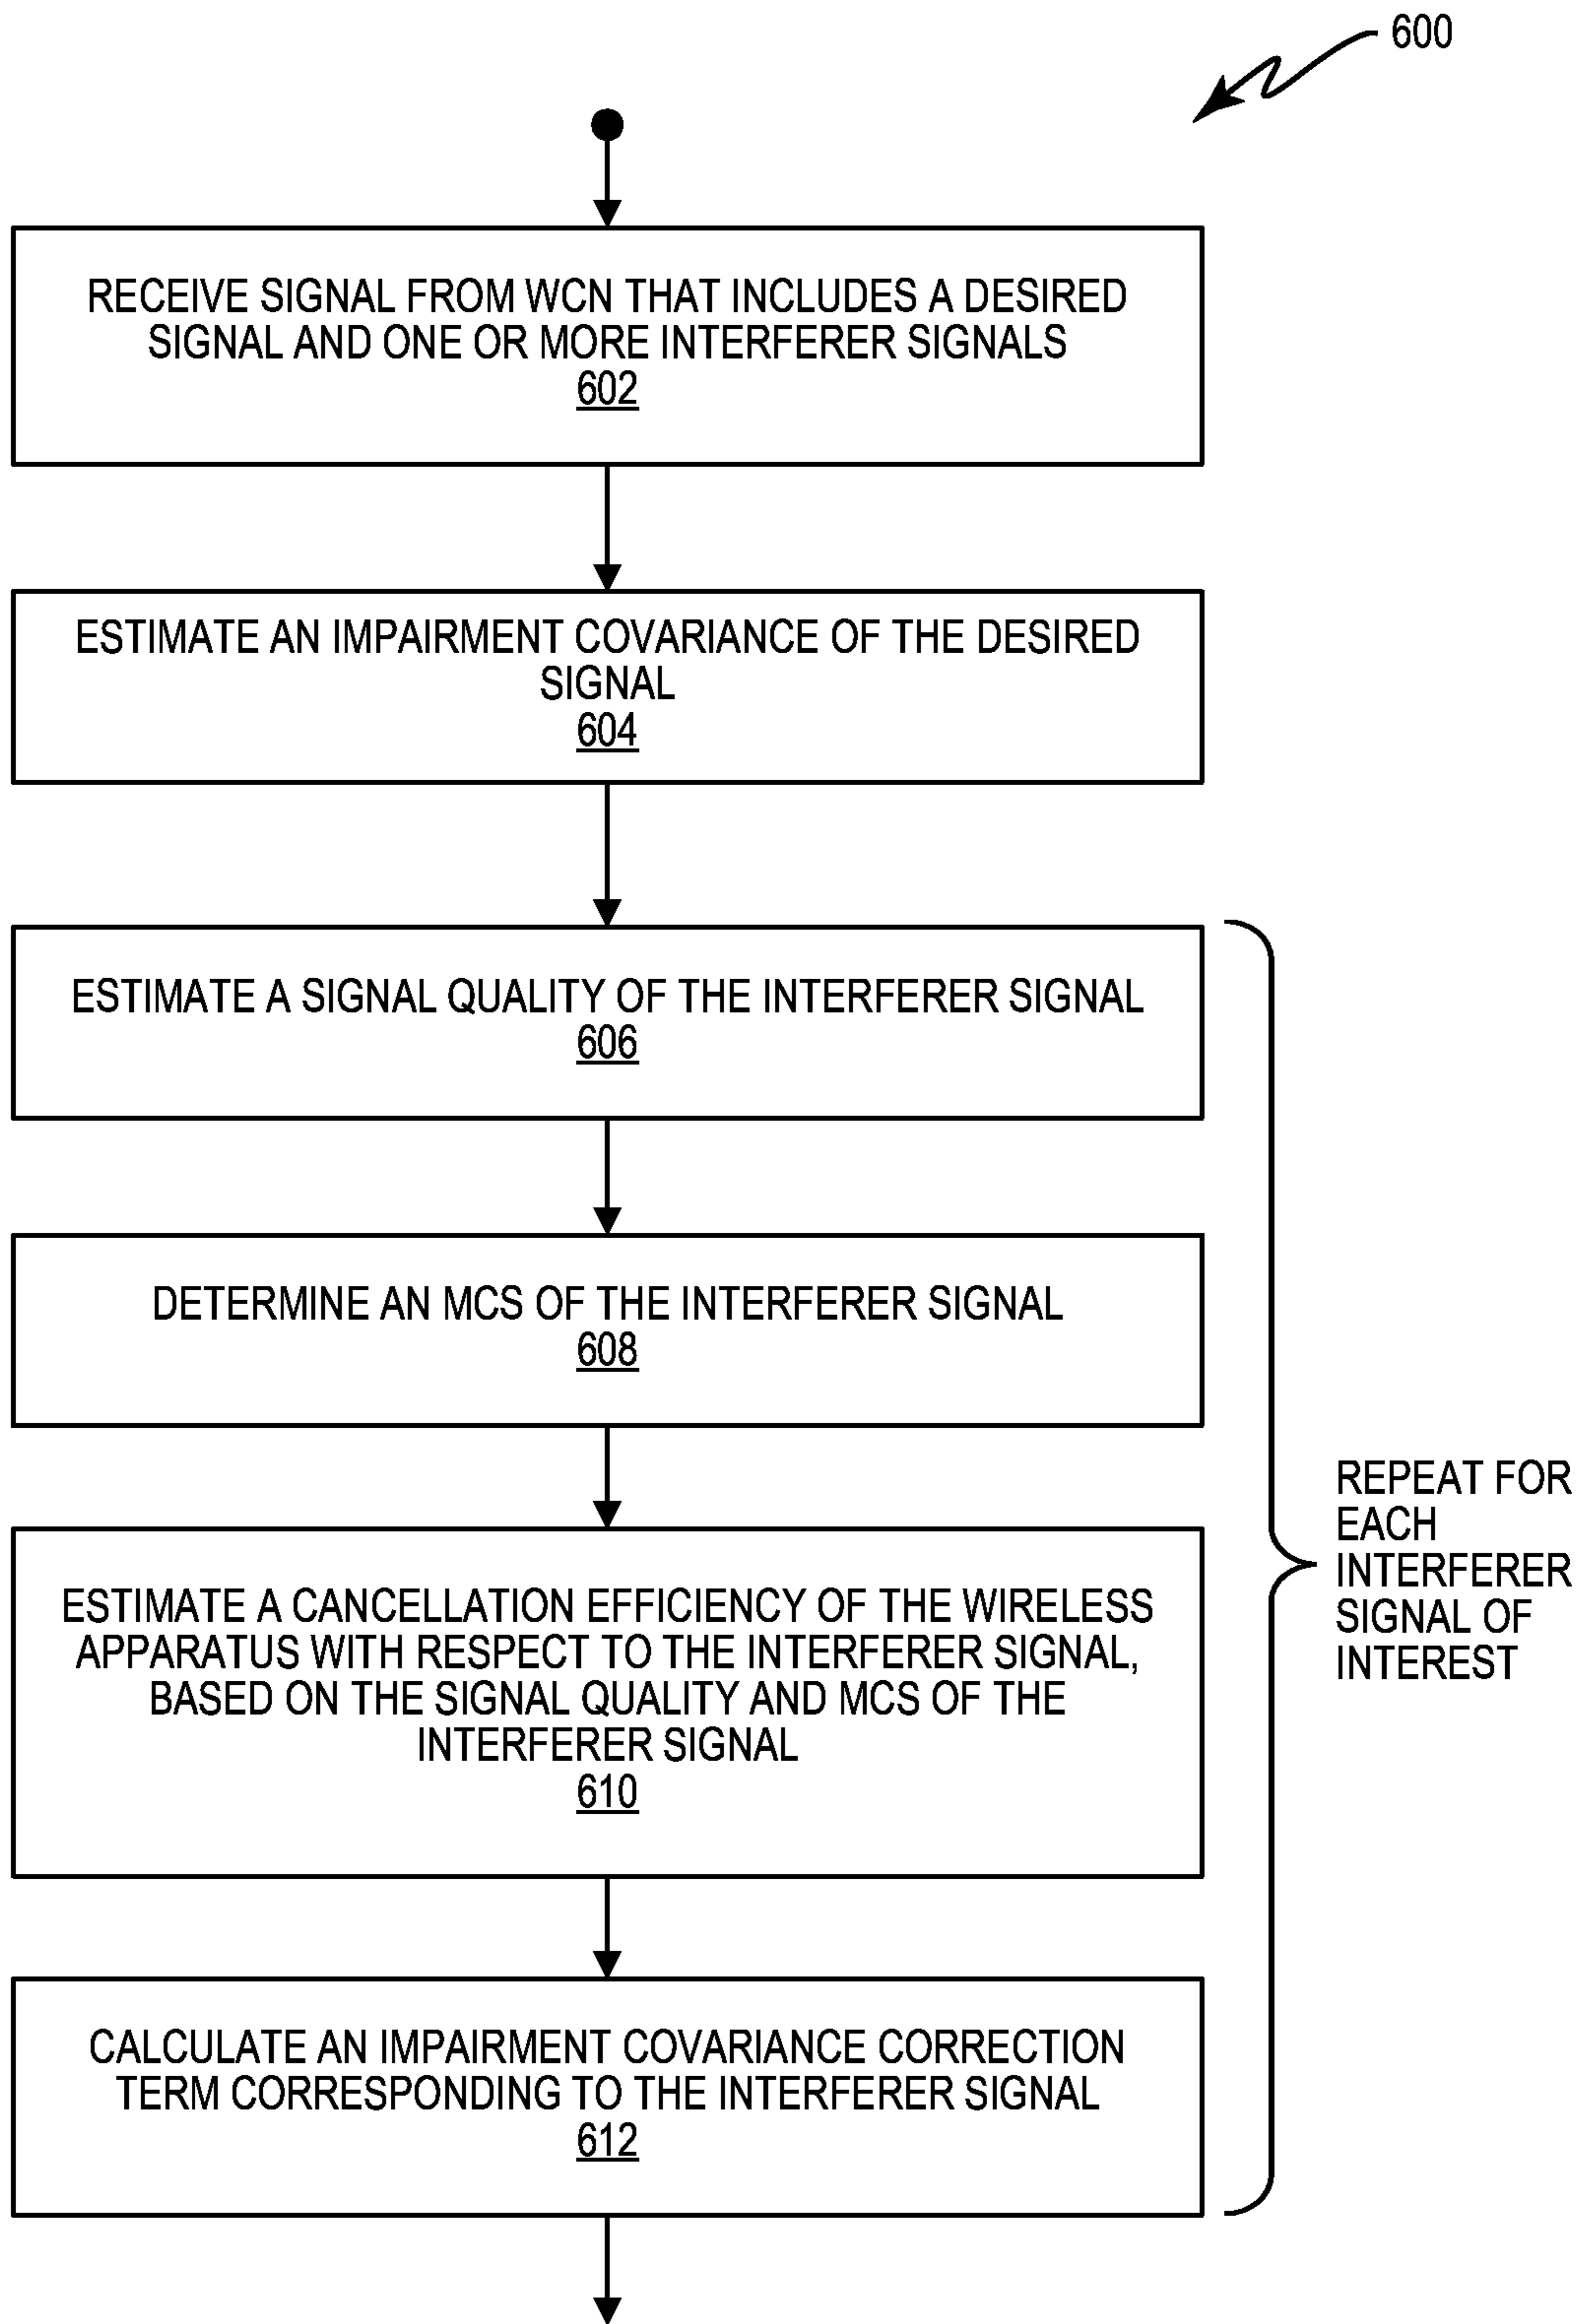 600
RECEIVE SIGNAL FROM WCN THAT INCLUDES A DESIRED
SIGNAL AND ONE OR MORE INTERFERER SIGNALS
602
ESTIMATE AN IMPAIRMENT COVARIANCE OF THE DESIRED
SIGNAL
604
ESTIMATE A SIGNAL QUALITY OF THE INTERFERER SIGNAL
606
DETERMINE AN MCS OF THE INTERFERER SIGNAL
608
ESTIMATE A CANCELLATION EFFICIENCY OF THE WIRELESS
APPARATUS WITH RESPECT TO THE INTERFERER SIGNAL,
BASED ON THE SIGNAL QUALITY AND MCS OF THE
INTERFERER SIGNAL
610
CALCULATE AN IMPAIRMENT COVARIANCE CORRECTION
TERM CORRESPONDING TO THE INTERFERER SIGNAL
612
REPEAT FOR
EACH
INTERFERER
SIGNAL OF
INTEREST